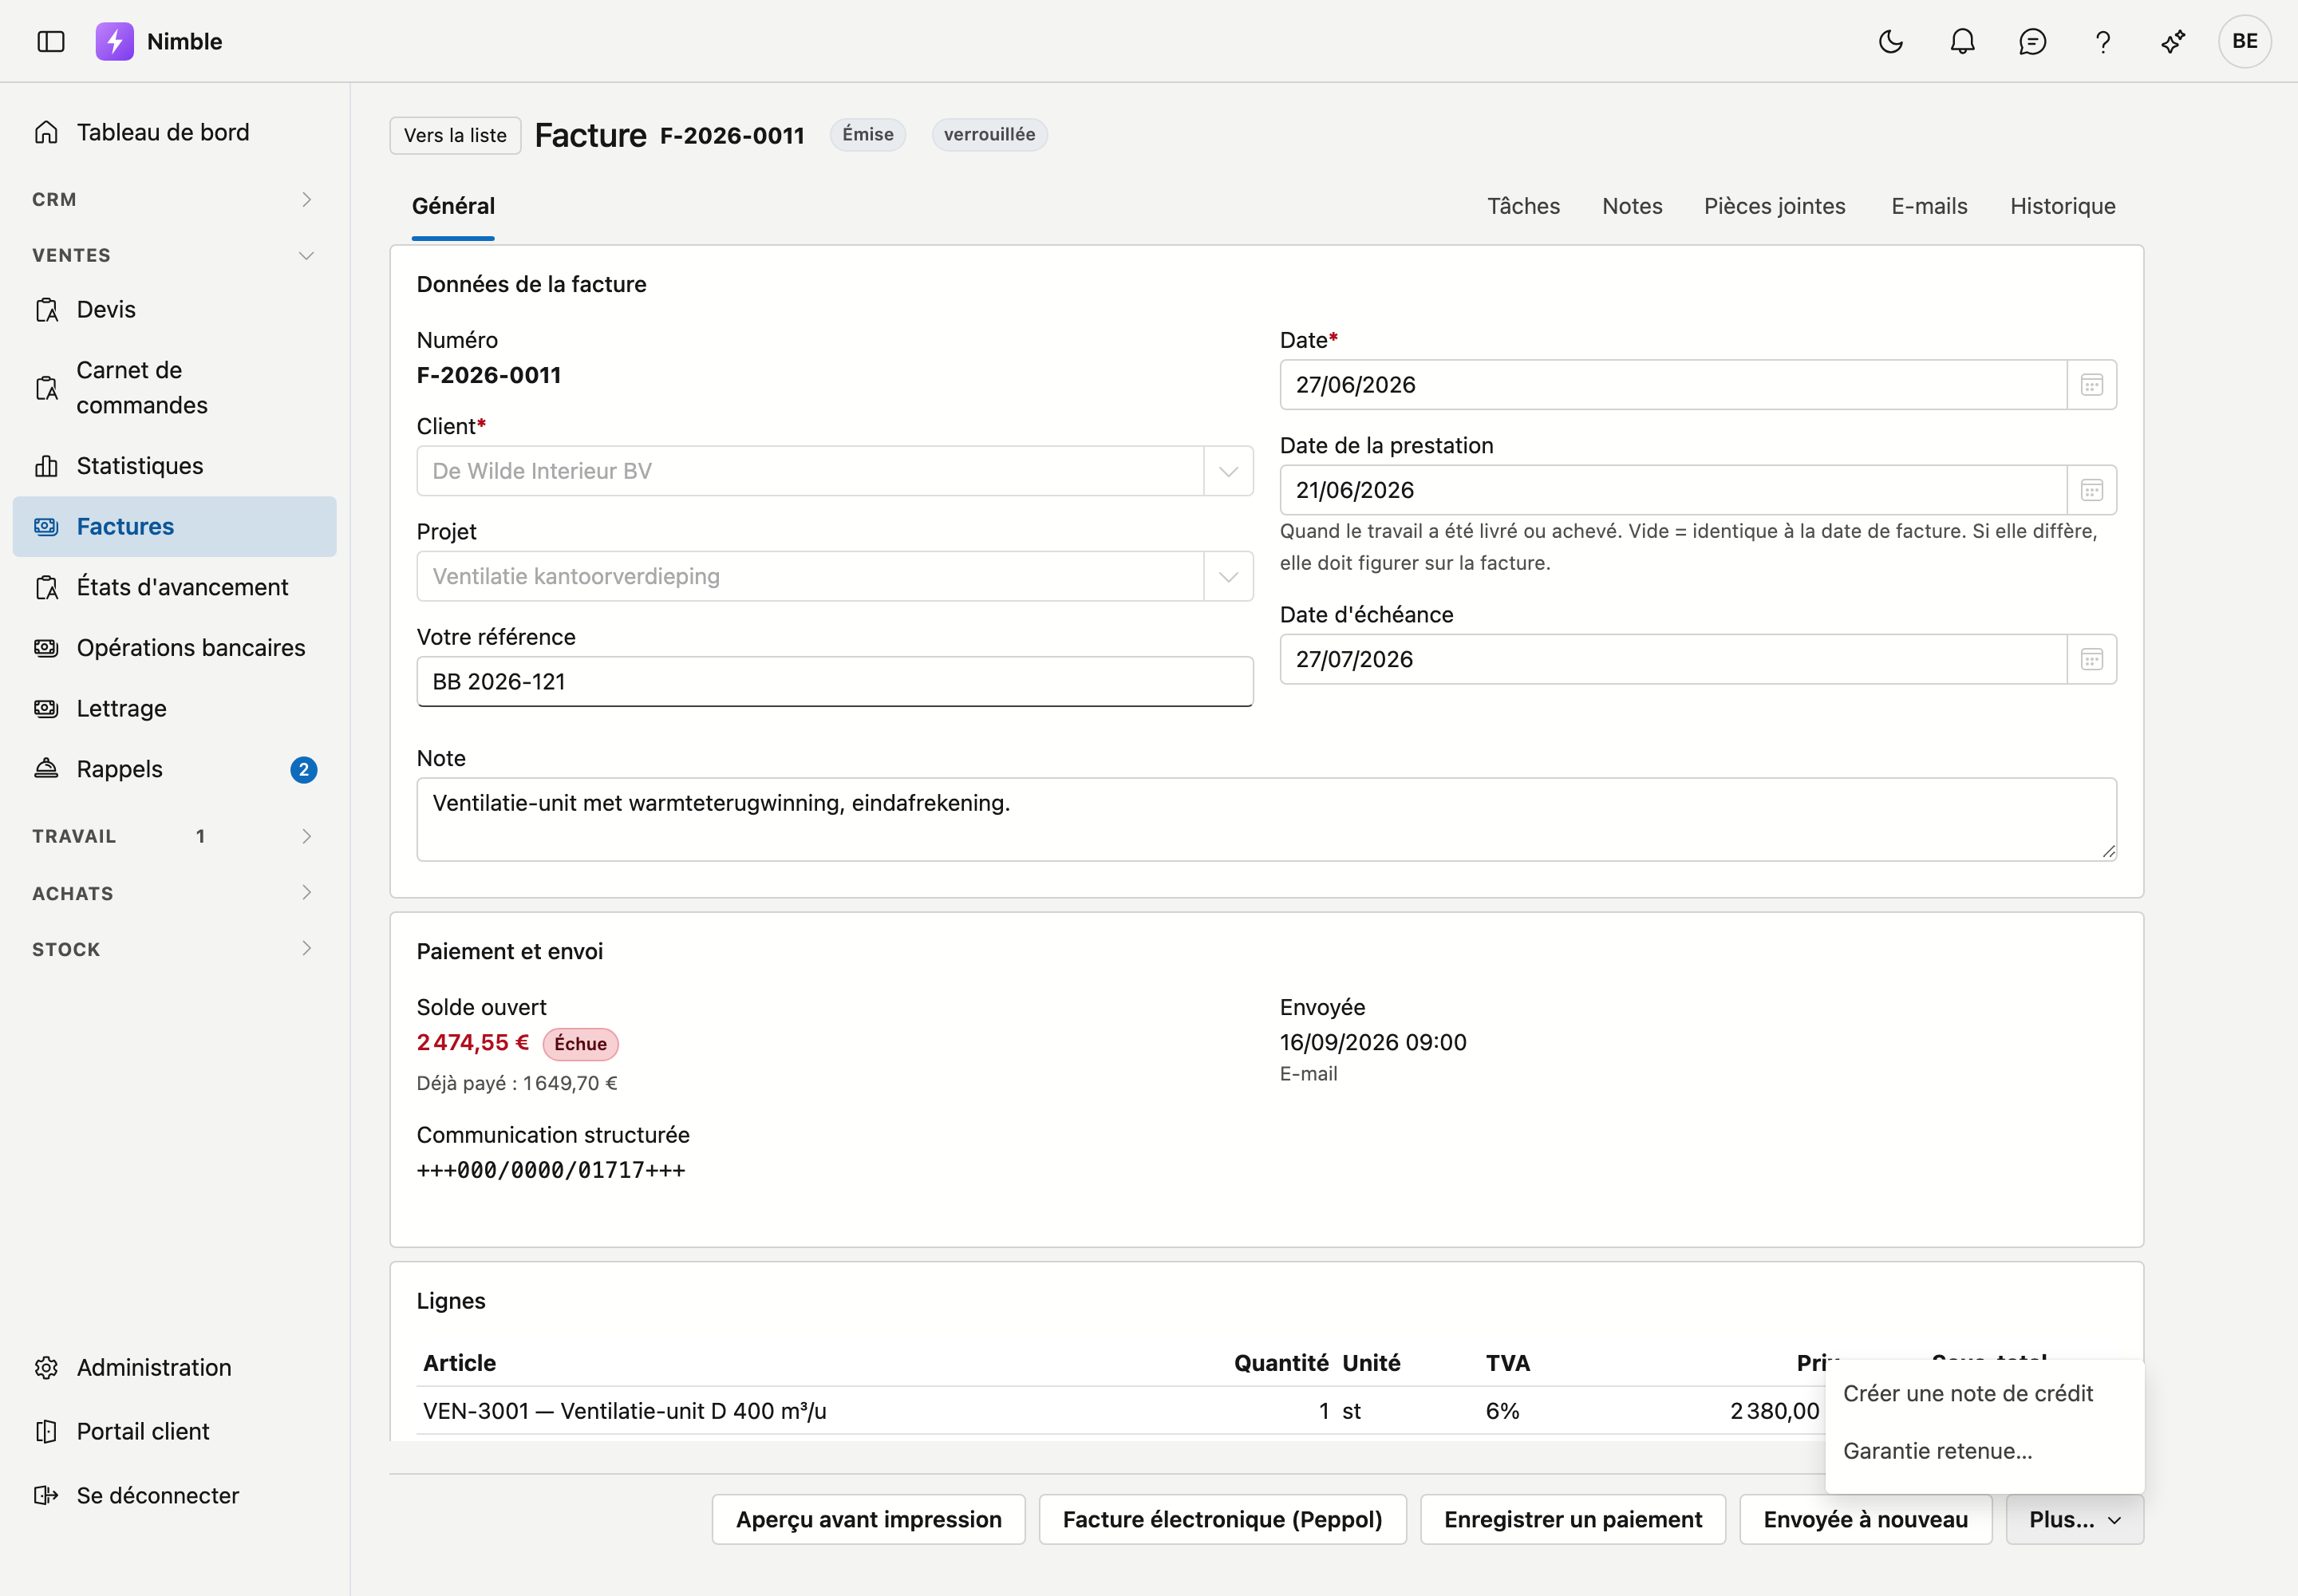 Nimble
BE
Tableau de bord
CRM
VENTES
Devis
Carnet de
commandes
Statistiques
Factures
États d'avancement
Opérations bancaires
Lettrage
Rappels 2
TRAVAIL 1
ACHATS
STOCK
Administration
Portail client
Se déconnecter
Vers la liste Facture F-2026-0011 Émise verrouillée
Général Tâches Notes Pièces jointes E-mails Historique
Données de la facture
Numéro
F-2026-0011
Client*
De Wilde Interieur BV
Projet
Ventilatie kantoorverdieping
Votre référence
BB 2026-121
Date*
27/06/2026
Date de la prestation
21/06/2026
Quand le travail a été livré ou achevé. Vide = identique à la date de facture. Si elle diffère,
elle doit figurer sur la facture.
Date d'échéance
27/07/2026
Note
Ventilatie-unit met warmteterugwinning, eindafrekening.
Paiement et envoi
Solde ouvert
2 474,55 € Échue
Déjà payé : 1 649,70 €
Communication structurée
+++000/0000/01717+++
Envoyée
16/09/2026 09:00
E-mail
Lignes
Article Quantité Unité TVA
VEN-3001 — Ventilatie-unit D 400 m³/u 1 st 6% 2 380,00
Créer une note de crédit
Garantie retenue...
Aperçu avant impression Facture électronique (Peppol) Enregistrer un paiement Envoyée à nouveau Plus...